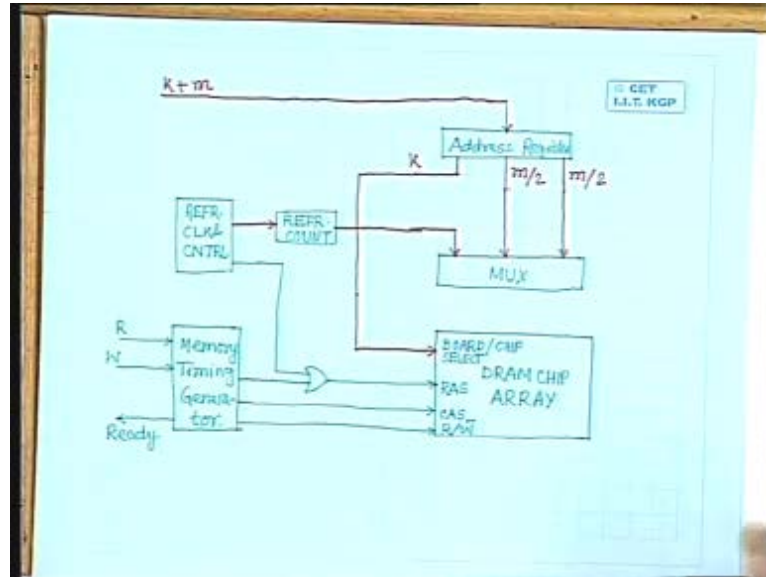 k+m
© CET
I.I.T. KGP
Address Register
k
m/2
m/2
REFR.
CLK&
CNTRL
REFR.
COUNT
MUX
R
W
Ready
Memory
Timing
Genera-
tor.
BOARD/CHIP
SELECT
DRAM CHIP
ARRAY
RAS
CAS
R/W̅